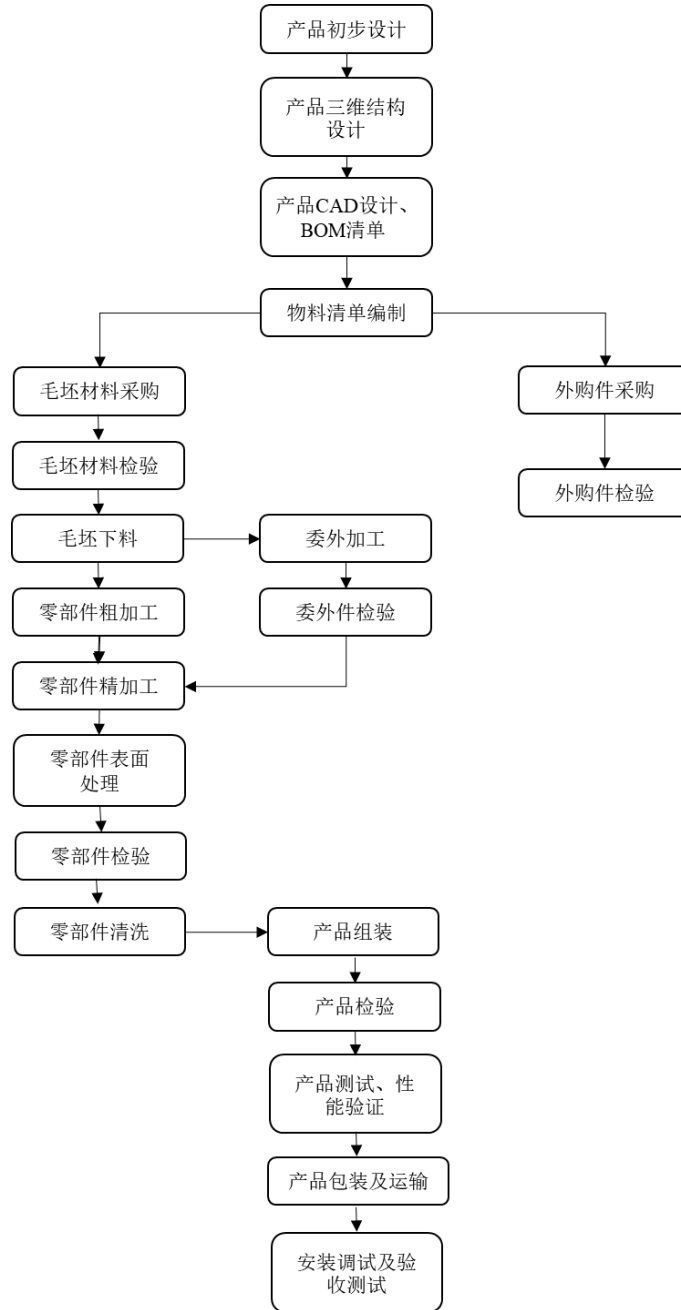 产品初步设计
产品三维结构
设计
产品CAD设计、
BOM清单
物料清单编制
毛坯材料采购
外购件采购
毛坯材料检验
外购件检验
毛坯下料
委外加工
零部件粗加工
委外件检验
零部件精加工
零部件表面
处理
零部件检验
零部件清洗
产品组装
产品检验
产品测试、性
能验证
产品包装及运输
安装调试及验
收测试